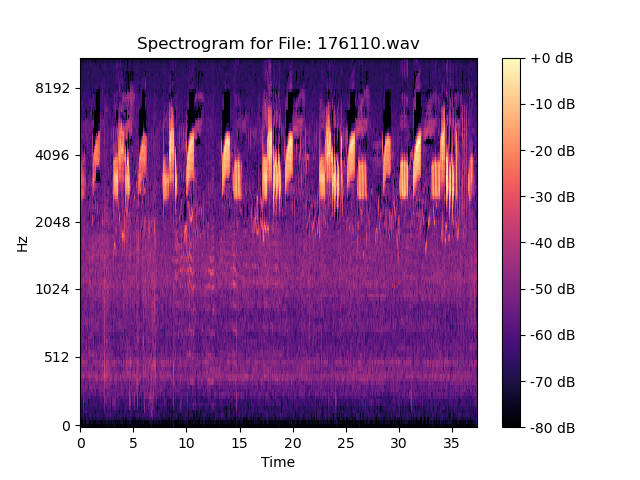 Spectrogram for File: 176110.wav
8192
4096
2048
1024
512
0
Hz
0 5 10 15 20 25 30 35
Time
+0 dB
-10 dB
-20 dB
-30 dB
-40 dB
-50 dB
-60 dB
-70 dB
-80 dB